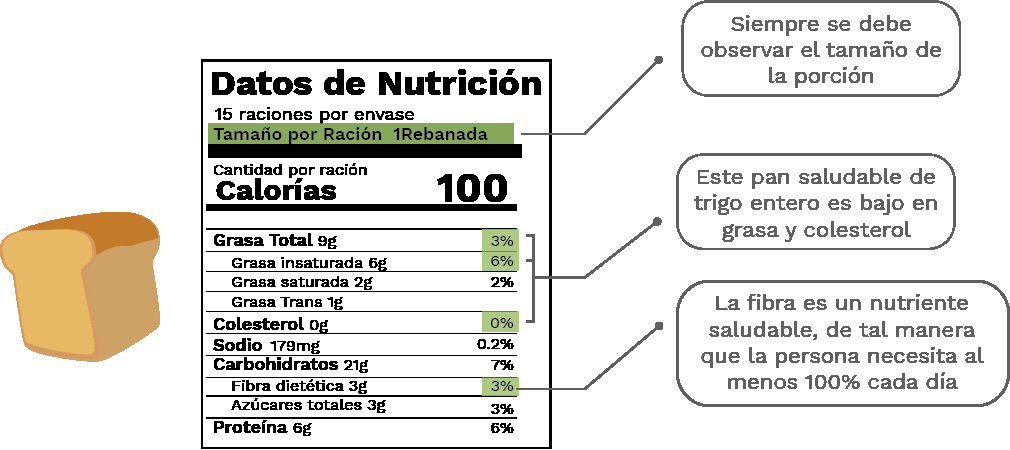 Datos de Nutrición
15 raciones por envase
Tamaño por Ración 1Rebanada
Cantidad por ración
Calorías 100
Grasa Total 9g 3%
Grasa insaturada 6g 6%
Grasa saturada 2g 2%
Grasa Trans 1g
Colesterol 0g 0%
Sodio 179mg 0.2%
Carbohidratos 21g 7%
Fibra dietética 3g 3%
Azúcares totales 3g 3%
Proteína 6g 6%
Siempre se debe
observar el tamaño de
la porción
Este pan saludable de
trigo entero es bajo en
grasa y colesterol
La fibra es un nutriente
saludable, de tal manera
que la persona necesita al
menos 100% cada día